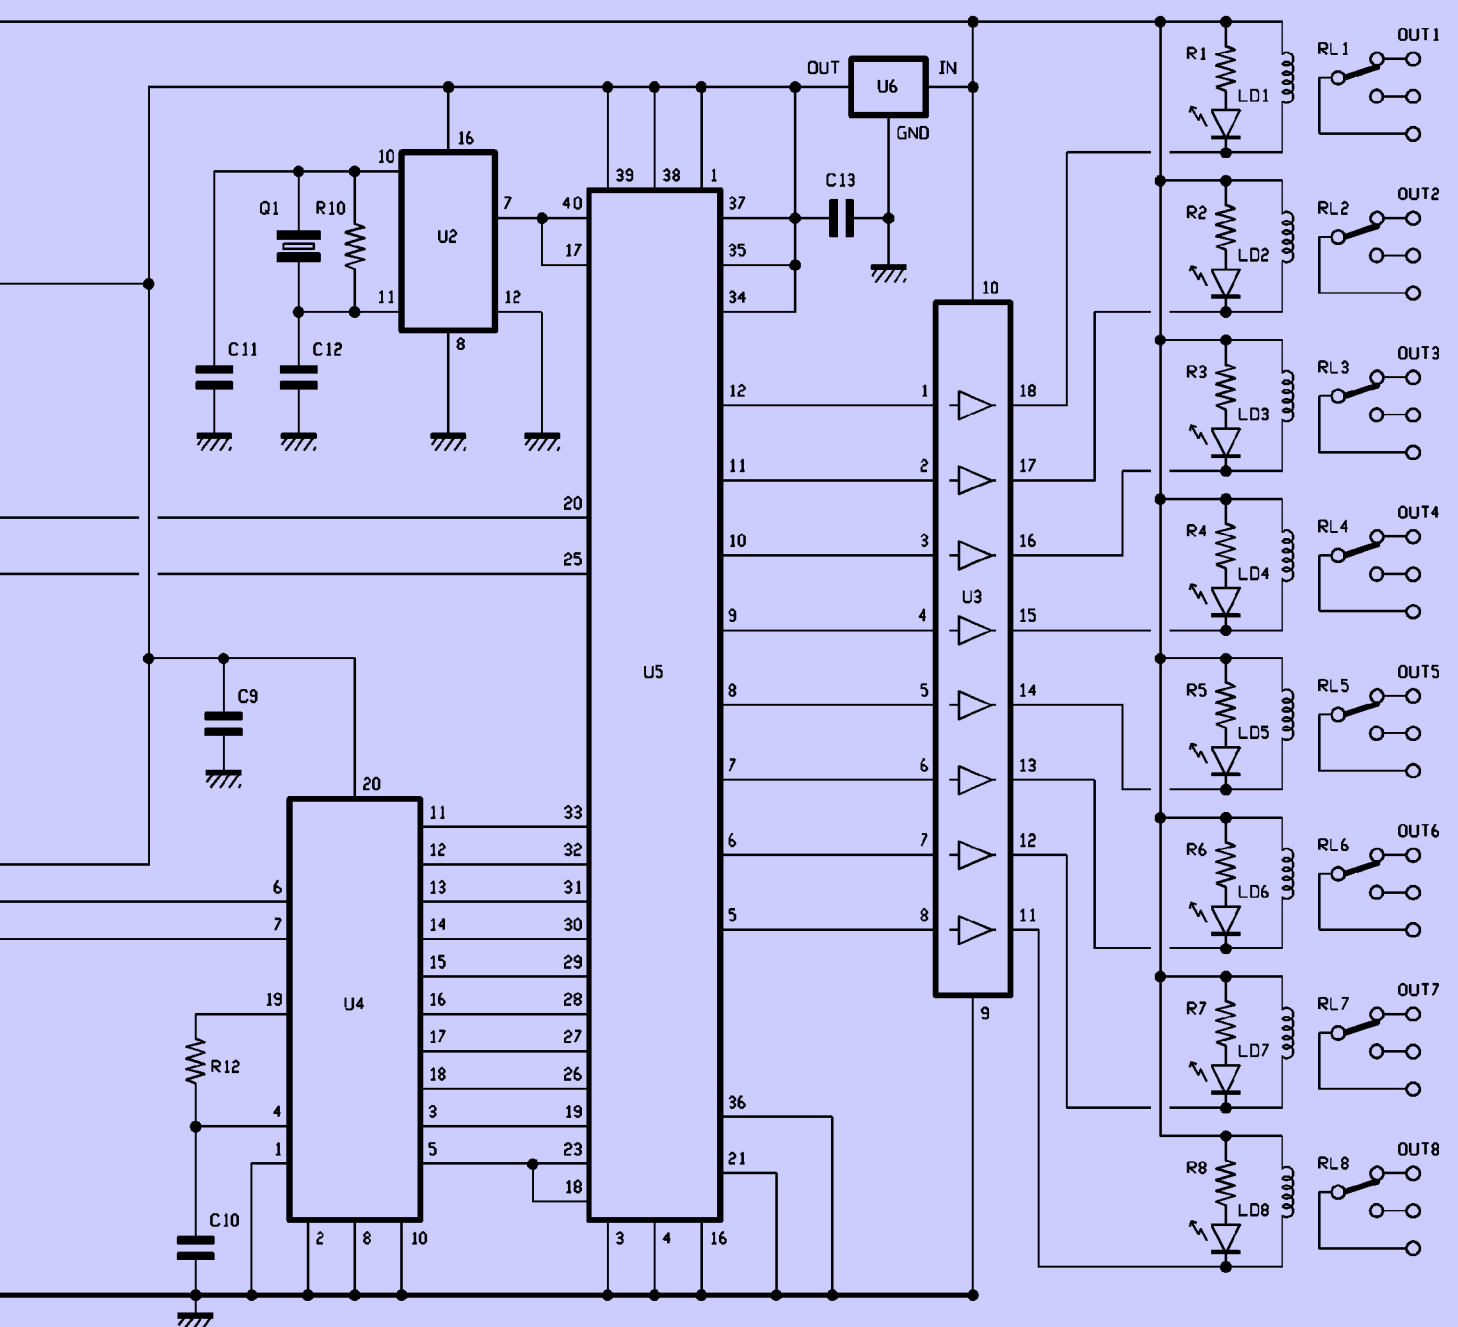 OUT1
RL1
R1
LD1
OUT U6 IN
GND
16
10
39 38 1
C13
Q1 R10
7 40
37
U2
17
35
11
12
34
8
C11 C12
10
OUT2
RL2
R2
LD2
OUT3
RL3
R3
LD3
12 1 18
11 2 17
20
10 3 16
25
U3
9 4 15
OUT4
RL4
R4
LD4
U5
C9
8 5 14
OUT5
RL5
R5
LD5
7 6 13
20
11 33
12 32
6 7 12
OUT6
RL6
R6
LD6
6
13 31
7
14 30
5 8 11
15 29
19
16 28
U4
9
17 27
R12
18 26
OUT7
RL7
R7
LD7
4
3 19
36
1
5 23
21
18
OUT8
RL8
R8
LD8
C10
2 8 10
3 4 16